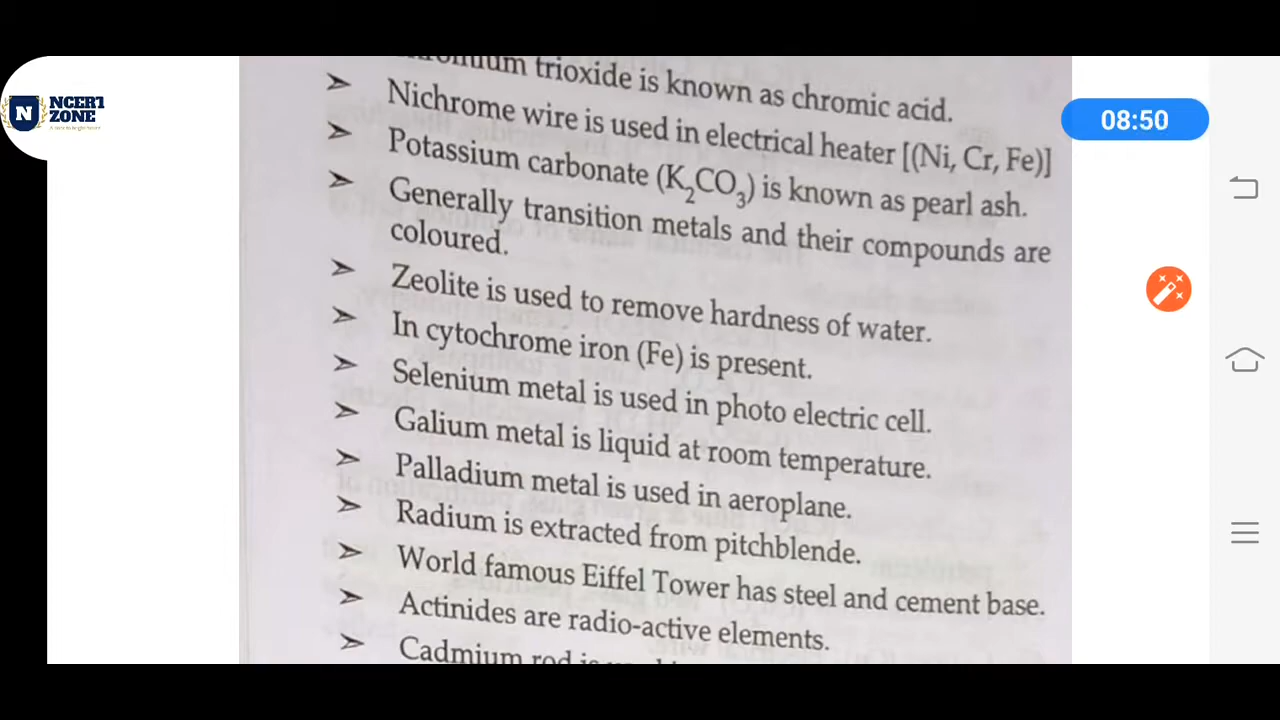 NCERT
ZONE
08:50
trioxide is known as chromic acid.
➤ Nichrome wire is used in electrical heater [(Ni, Cr, Fe)]
➤ Potassium carbonate (K₂CO₃) is known as pearl ash.
➤ Generally transition metals and their compounds are
coloured.
➤ Zeolite is used to remove hardness of water.
➤ In cytochrome iron (Fe) is present.
➤ Selenium metal is used in photo electric cell.
➤ Galium metal is liquid at room temperature.
➤ Palladium metal is used in aeroplane.
➤ Radium is extracted from pitchblende.
➤ World famous Eiffel Tower has steel and cement base.
➤ Actinides are radio-active elements.
➤ Cadmium rod is